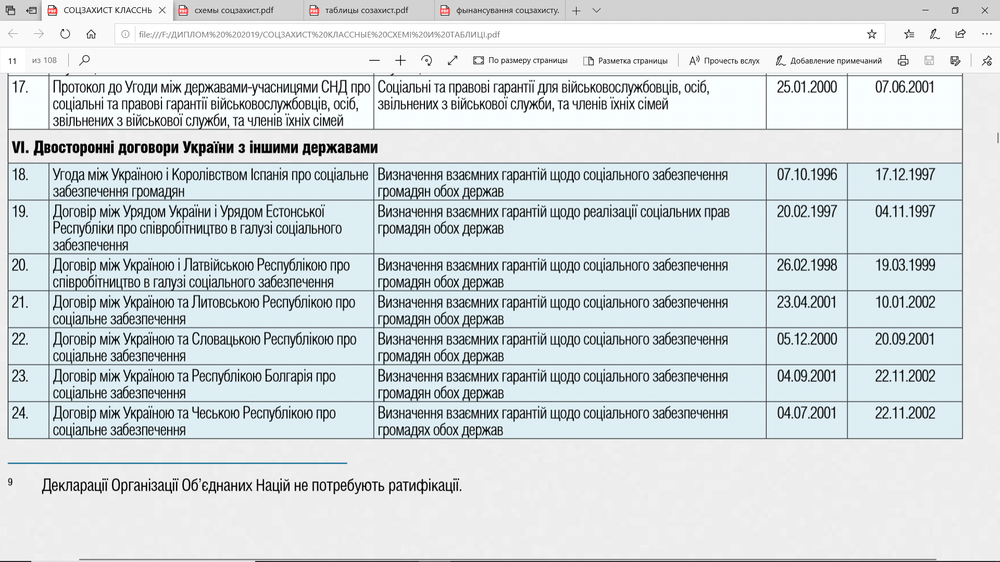 СОЦЗАХИСТ КЛАССНЬ
схемы соцзахист.pdf
таблицы созахист.pdf
фынансування соцзахисту.
file:///F:/ДИПЛОМ%20%202019/СОЦЗАХИСТ%20КЛАССНЫЕ%20СХЕМІ%20И%20ТАБЛИЦІ.pdf
11 из 108
По размеру страницы
Разметка страницы
Прочесть вслух
Добавление примечаний
17. Протокол до Угоди між державами-учасницями СНД про Соціальні та правові гарантії для військовослужбовців, осіб, 25.01.2000 07.06.2001
соціальні та правові гарантії військовослужбовців, осіб, звільнених з військової служби, та членів їхніх сімей
звільнених з військової служби, та членів їхніх сімей
VI. Двосторонні договори України з іншими державами
18. Угода між Україною і Королівством Іспанія про соціальне Визначення взаємних гарантій щодо соціального забезпечення 07.10.1996 17.12.1997
забезпечення громадян громадян обох держав
19. Договір між Урядом України і Урядом Естонської Визначення взаємних гарантій щодо реалізації соціальних прав 20.02.1997 04.11.1997
Республіки про співробітництво в галузі соціального громадян обох держав
забезпечення
20. Договір між Україною і Латвійською Республікою про Визначення взаємних гарантій щодо соціального забезпечення 26.02.1998 19.03.1999
співробітництво в галузі соціального забезпечення громадян обох держав
21. Договір між Україною та Литовською Республікою про Визначення взаємних гарантій щодо соціального забезпечення 23.04.2001 10.01.2002
соціальне забезпечення громадян обох держав
22. Договір між Україною та Словацькою Республікою про Визначення взаємних гарантій щодо соціального забезпечення 05.12.2000 20.09.2001
соціальне забезпечення громадян обох держав
23. Договір між Україною та Республікою Болгарія про Визначення взаємних гарантій щодо соціального забезпечення 04.09.2001 22.11.2002
соціальне забезпечення громадян обох держав
24. Договір між Україною та Чеською Республікою про Визначення взаємних гарантій щодо соціального забезпечення 04.07.2001 22.11.2002
соціальне забезпечення громадях обох держав
9 Декларації Організації Об’єднаних Націй не потребують ратифікації.